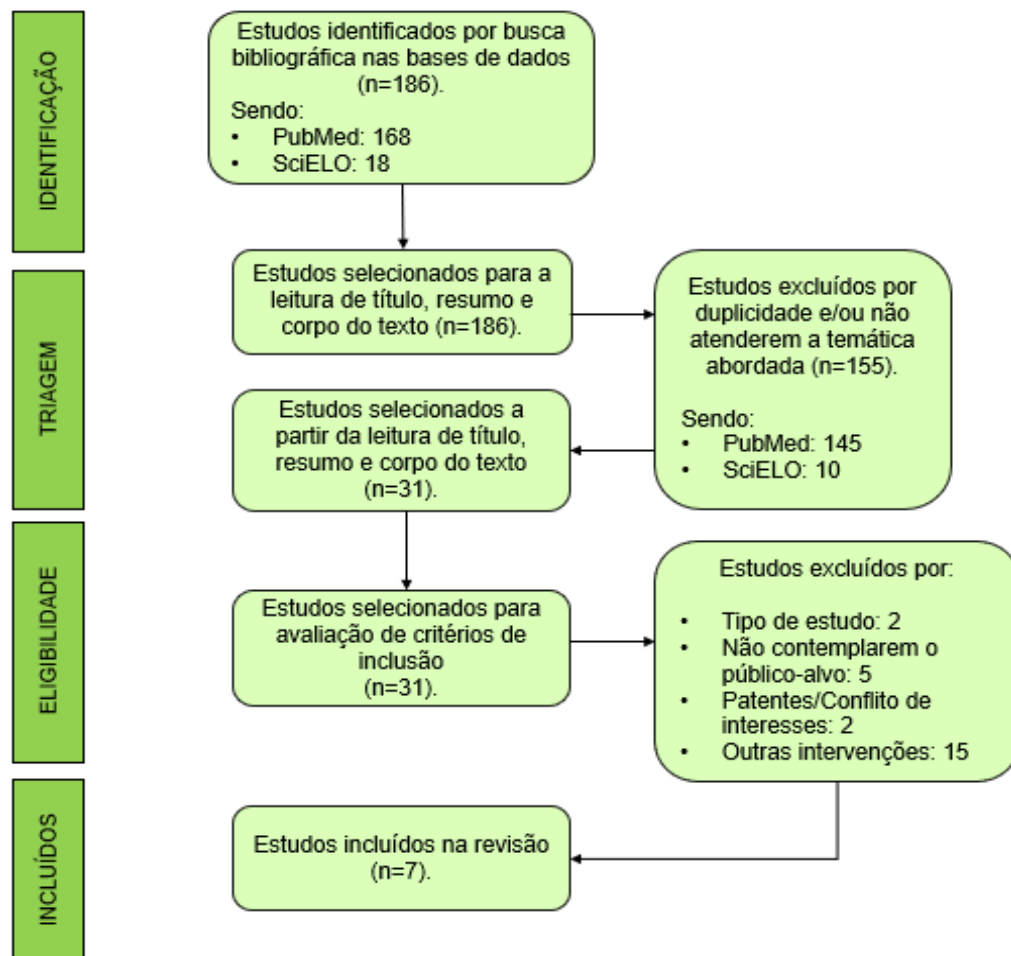 IDENTIFICAÇÃO
Estudos identificados por busca
bibliográfica nas bases de dados
(n=186).
Sendo:
• PubMed: 168
• SciELO: 18
TRIAGEM
Estudos selecionados para a
leitura de título, resumo e
corpo do texto (n=186).
Estudos excluídos por
duplicidade e/ou não
atenderem a temática
abordada (n=155).
Sendo:
• PubMed: 145
• SciELO: 10
Estudos selecionados a
partir da leitura de título,
resumo e corpo do texto
(n=31).
ELIGIBILIDADE
Estudos selecionados para
avaliação de critérios de
inclusão
(n=31).
Estudos excluídos por:
• Tipo de estudo: 2
• Não contemplarem o
público-alvo: 5
• Patentes/Conflito de
interesses: 2
• Outras intervenções: 15
INCLUÍDOS
Estudos incluídos na revisão
(n=7).